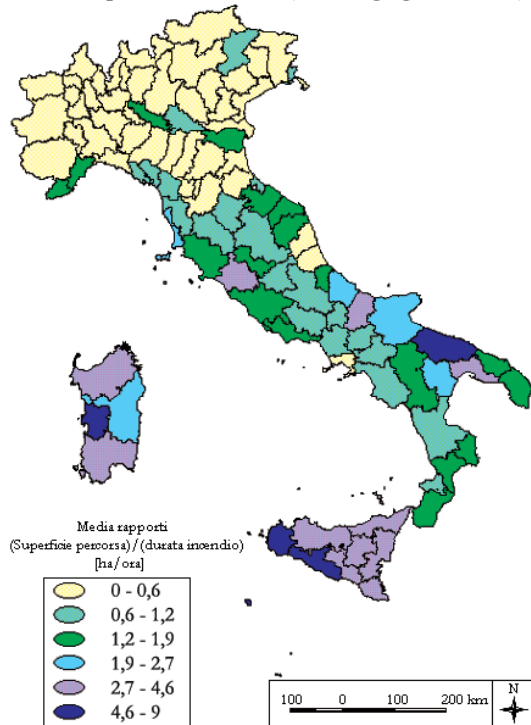 Media rapporti
(Superficie percorsa)/(durata incendio)
[ha/ora]
0 - 0,6
0,6 - 1,2
1,2 - 1,9
1,9 - 2,7
2,7 - 4,6
4,6 - 9
100 0 100 200 km
N